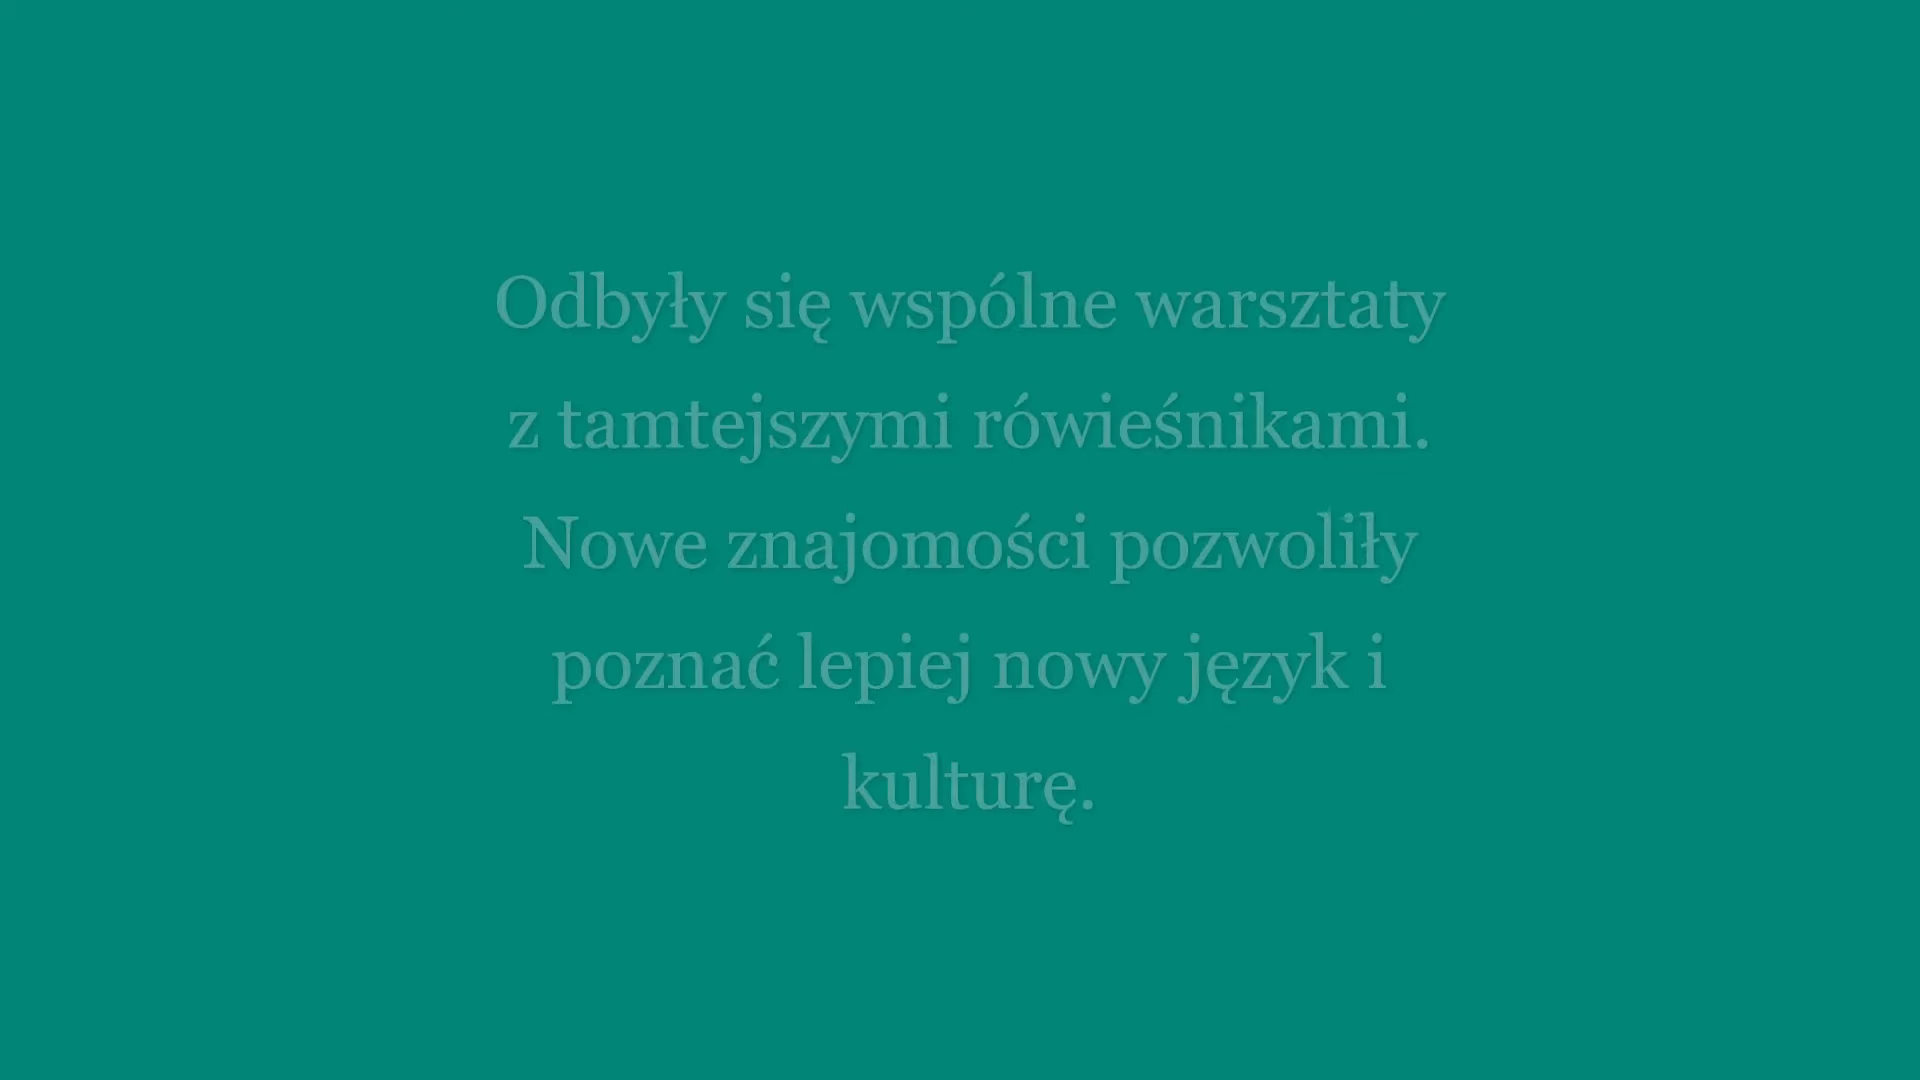 Odbyły się wspólne warsztaty
z tamtejszymi rówieśnikami.
Nowe znajomości pozwoliły
poznać lepiej nowy język i
kulturę.